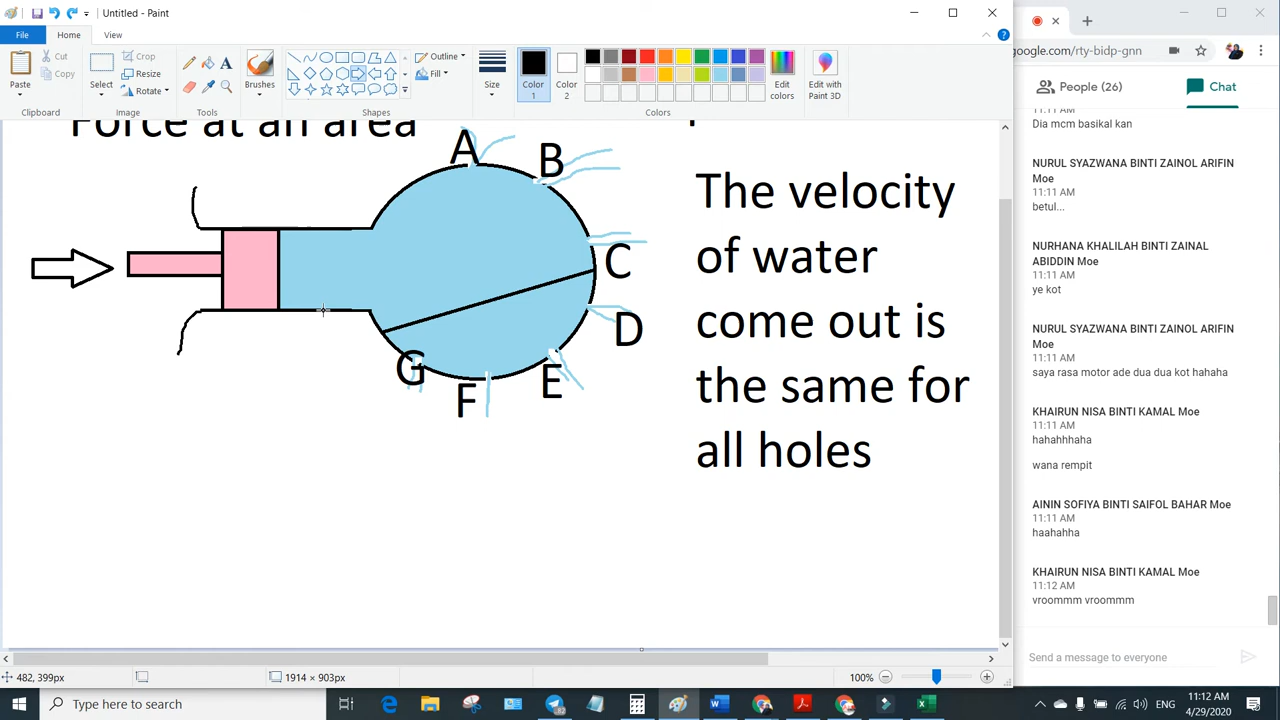 Untitled - Paint
File
Home
View
Paste
Cut
Copy
Clipboard
Crop
Resize
Rotate
Select
Image
Tools
Brushes
Outline
Fill
Shapes
Size
Color 1
Color 2
Edit colors
Edit with Paint 3D
Colors
Force at an area
A
B
C
D
E
F
G
The velocity
of water
come out is
the same for
all holes
482, 399px
1914 × 903px
100%
google.com/rty-bidp-gnn
People (26)
Chat
11:11 AM
Dia mcm basikal kan
NURUL SYAZWANA BINTI ZAINOL ARIFIN
Moe
11:11 AM
betul...
NURHANA KHALILAH BINTI ZAINAL
ABIDDIN Moe
11:11 AM
ye kot
NURUL SYAZWANA BINTI ZAINOL ARIFIN
Moe
11:11 AM
saya rasa motor ade dua dua kot hahaha
KHAIRUN NISA BINTI KAMAL Moe
11:11 AM
hahahhhaha
wana rempit
AININ SOFIYA BINTI SAIFOL BAHAR Moe
11:11 AM
haahahha
KHAIRUN NISA BINTI KAMAL Moe
11:12 AM
vroommm vroommm
Send a message to everyone
Type here to search
ENG
11:12 AM
4/29/2020